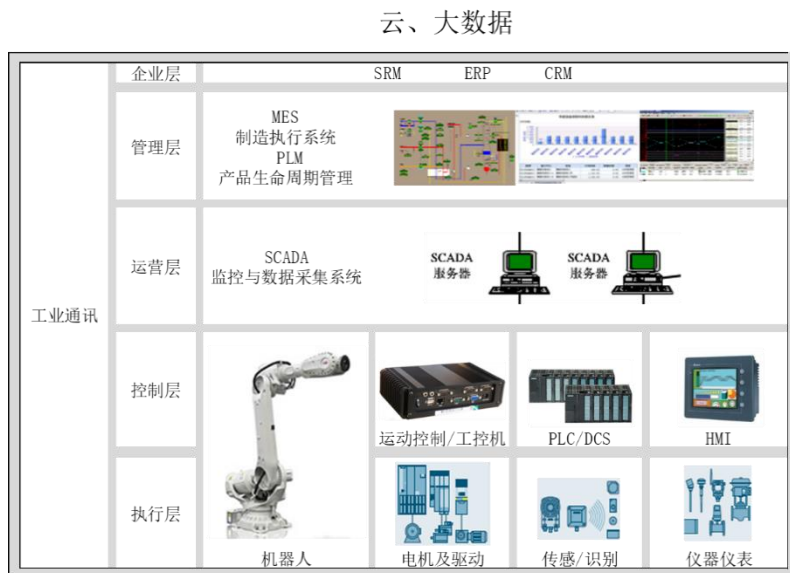 云、大数据
企业层
SRM ERP CRM
管理层
MES
制造执行系统
PLM
产品生命周期管理
运营层
SCADA
监控与数据采集系统
SCADA
服务器
SCADA
服务器
工业通讯
控制层
运动控制/工控机
PLC/DCS
HMI
执行层
机器人
电机及驱动
传感/识别
仪器仪表